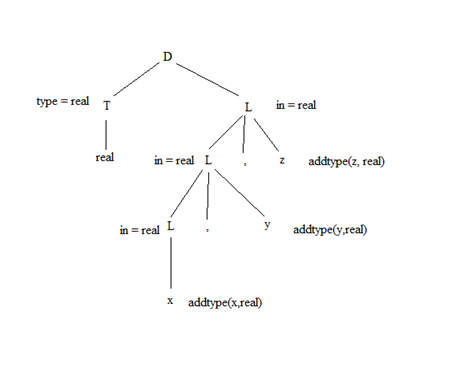 D
type = real T
L in = real
real
in = real L , z addtype(z, real)
in = real L , y addtype(y,real)
x addtype(x,real)